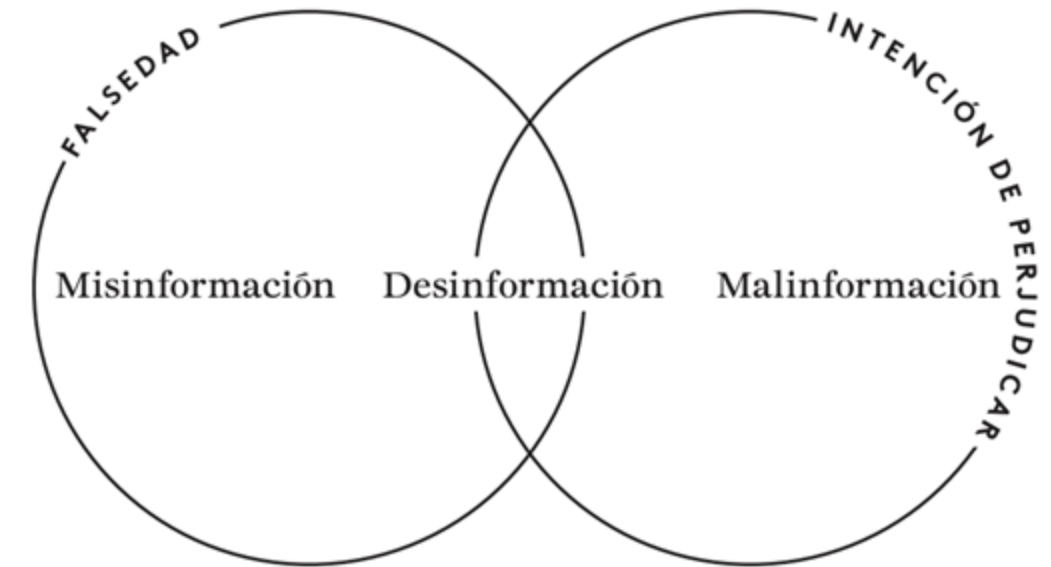 FALSEDAD
INTENCIÓN DE PERJUDICAR
Misinformación
Desinformación
Malinformación